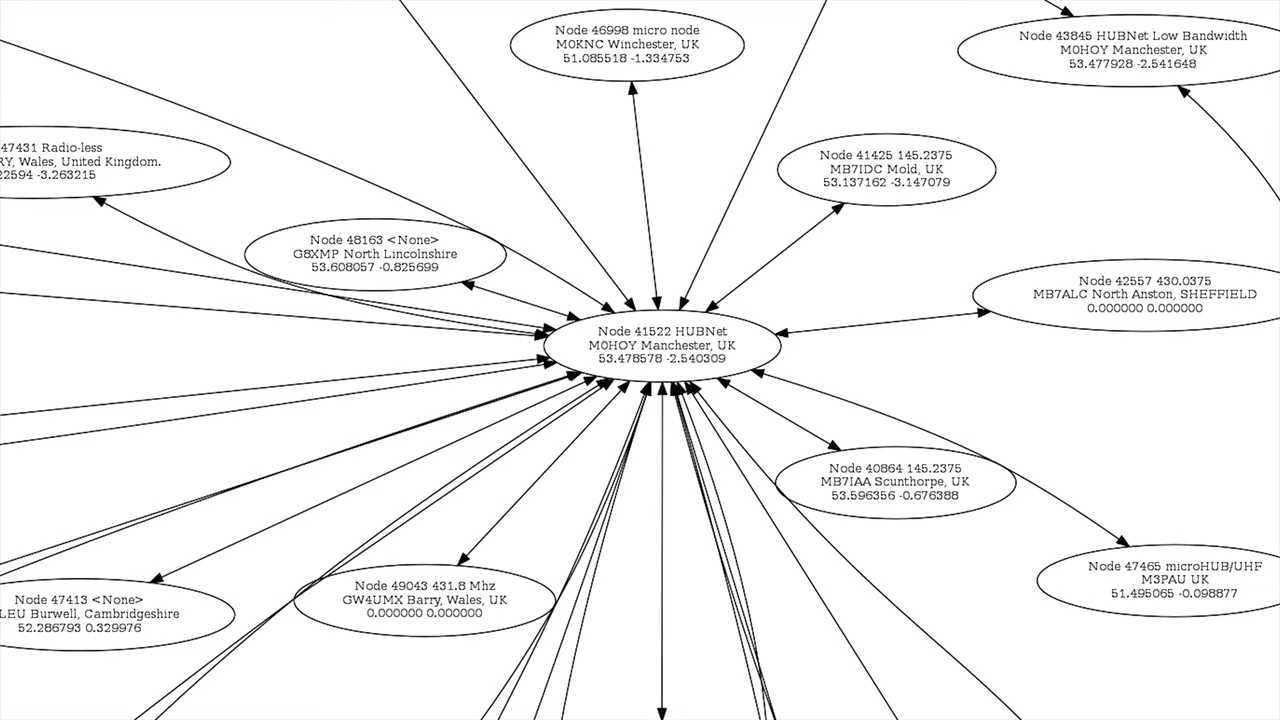 Node 46998 micro node
M0KNC Winchester, UK
51.085518 -1.334753
Node 43845 HUBNet Low Bandwidth
M0HOY Manchester, UK
53.477928 -2.541648
47431 Radio-less
RY, Wales, United Kingdom.
22594 -3.263215
Node 41425 145.2375
MB7IDC Mold, UK
53.137162 -3.147079
Node 48163 <None>
G8XMP North Lincolnshire
53.608057 -0.825699
Node 42557 430.0375
MB7ALC North Anston, SHEFFIELD
0.000000 0.000000
Node 41522 HUBNet
M0HOY Manchester, UK
53.478578 -2.540309
Node 40864 145.2375
MB7IAA Scunthorpe, UK
53.596356 -0.676388
Node 47465 microHUB/UHF
M3PAU UK
51.495065 -0.098877
Node 49043 431.8 Mhz
GW4UMX Barry, Wales, UK
0.000000 0.000000
Node 47413 <None>
LEU Burwell, Cambridgeshire
52.286793 0.329976